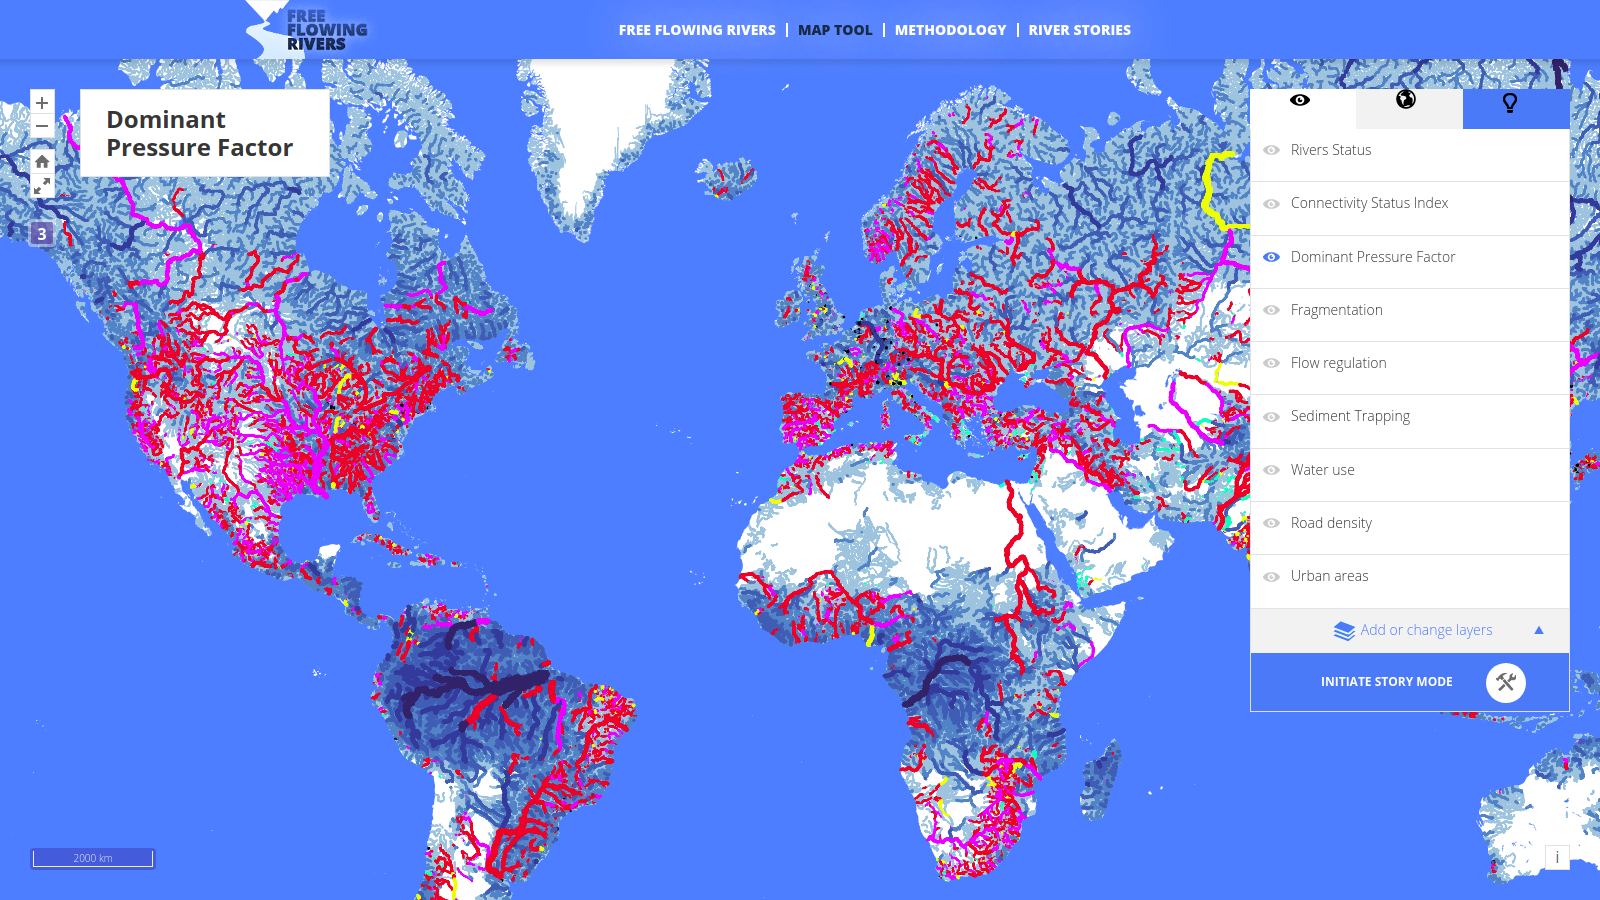 FREE
FLOWING
RIVERS
FREE FLOWING RIVERS
MAP TOOL
METHODOLOGY
RIVER STORIES
+
−
3
Dominant
Pressure Factor
Rivers Status
Connectivity Status Index
Dominant Pressure Factor
Fragmentation
Flow regulation
Sediment Trapping
Water use
Road density
Urban areas
Add or change layers
INITIATE STORY MODE
2000 km
i